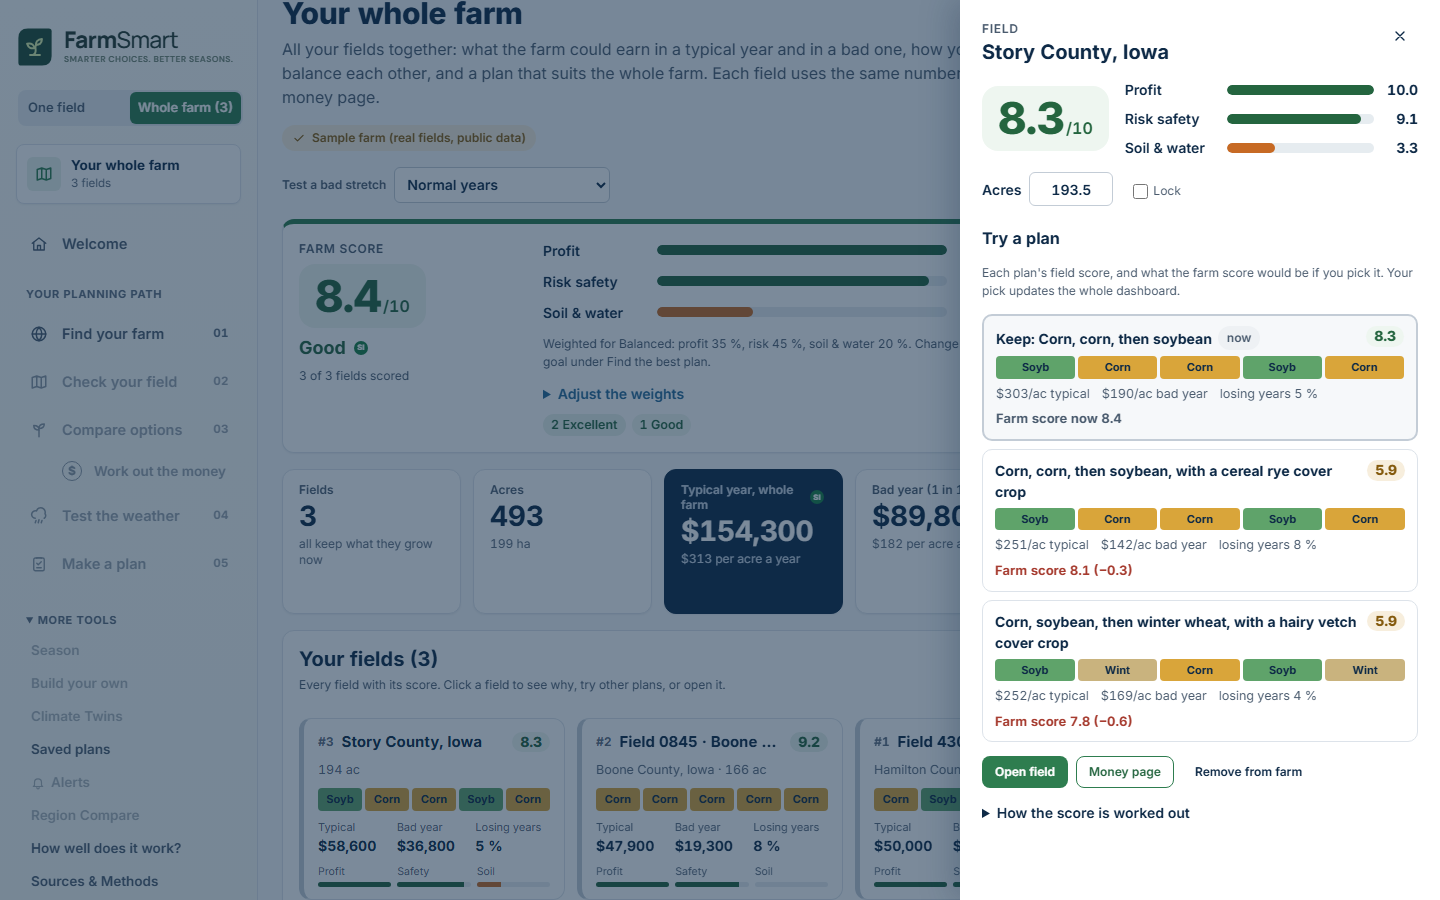 FarmSmart
SMARTER CHOICES. BETTER SEASONS.
One field
Whole farm (3)
Your whole farm
3 fields
Welcome
YOUR PLANNING PATH
Find your farm 01
Check your field 02
Compare options 03
$ Work out the money
Test the weather 04
Make a plan 05
MORE TOOLS
Season
Build your own
Climate Twins
Saved plans
Alerts
Region Compare
How well does it work?
Sources & Methods
Your whole farm
All your fields together: what the farm could earn in a typical year and in a bad one, how
balance each other, and a plan that suits the whole farm. Each field uses the same number
money page.
Sample farm (real fields, public data)
Test a bad stretch
Normal years
FARM SCORE
8.4/10
Good SI
3 of 3 fields scored
Profit
Risk safety
Soil & water
Weighted for Balanced: profit 35 %, risk 45 %, soil & water 20 %. Change
goal under Find the best plan.
Adjust the weights
2 Excellent
1 Good
Fields
3
all keep what they grow
now
Acres
493
199 ha
Typical year, whole
farm
SI
$154,300
$313 per acre a year
Bad year (1 in 1
$89,80
$182 per acre a
Your fields (3)
Every field with its score. Click a field to see why, try other plans, or open it.
#3 Story County, Iowa 8.3
194 ac
Soyb Corn Corn Soyb Corn
Typical Bad year Losing years
$58,600 $36,800 5 %
Profit Safety Soil
#2 Field 0845 · Boone ... 9.2
Boone County, Iowa · 166 ac
Corn Corn Corn Corn Corn
Typical Bad year Losing years
$47,900 $19,300 8 %
Profit Safety Soil
#1 Field 430
Hamilton Coun
Corn Soyb
Typical B
$50,000 $
Profit S
FIELD
Story County, Iowa
8.3/10
Profit 10.0
Risk safety 9.1
Soil & water 3.3
Acres 193.5
Lock
Try a plan
Each plan's field score, and what the farm score would be if you pick it. Your
pick updates the whole dashboard.
Keep: Corn, corn, then soybean now 8.3
Soyb Corn Corn Soyb Corn
$303/ac typical $190/ac bad year losing years 5 %
Farm score now 8.4
Corn, corn, then soybean, with a cereal rye cover 5.9
crop
Soyb Corn Corn Soyb Corn
$251/ac typical $142/ac bad year losing years 8 %
Farm score 8.1 (−0.3)
Corn, soybean, then winter wheat, with a hairy vetch 5.9
cover crop
Soyb Wint Corn Soyb Wint
$252/ac typical $169/ac bad year losing years 4 %
Farm score 7.8 (−0.6)
Open field
Money page
Remove from farm
How the score is worked out